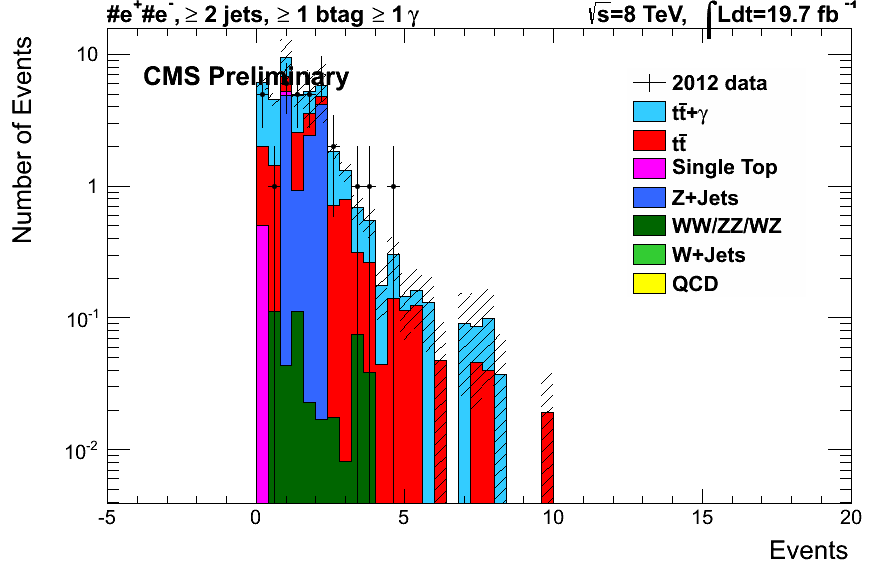 #e⁺#e⁻, ≥ 2 jets, ≥ 1 btag ≥ 1 γ
√s=8 TeV, ∫Ldt=19.7 fb⁻¹
CMS Preliminary
Number of Events
10
1
10⁻¹
10⁻²
2012 data
tt̄+γ
tt̄
Single Top
Z+Jets
WW/ZZ/WZ
W+Jets
QCD
-5 0 5 10 15 20
Events